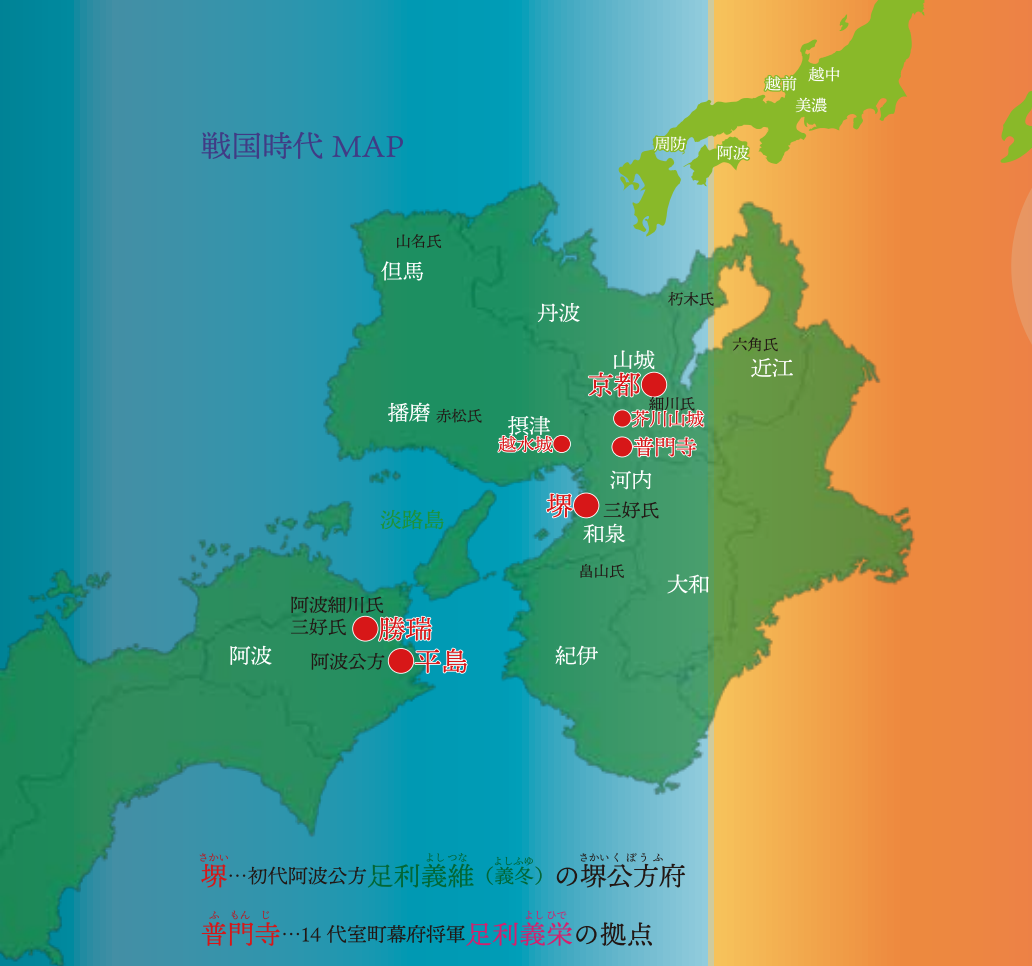 越中
越前
美濃
周防
阿波
戦国時代 MAP
山名氏
但馬
朽木氏
丹波
六角氏
近江
山城
京都
細川氏
播磨
赤松氏
摂津
芥川山城
越水城
普門寺
河内
堺
三好氏
淡路島
和泉
畠山氏
大和
阿波細川氏
三好氏
勝瑞
阿波
阿波公方
平島
紀伊
さかい よしつな よしふゆ さかいくぼうふ
堺…初代阿波公方足利義維（義冬）の堺公方府
ふ もん じ よしひで
普門寺…14 代室町幕府将軍足利義栄の拠点